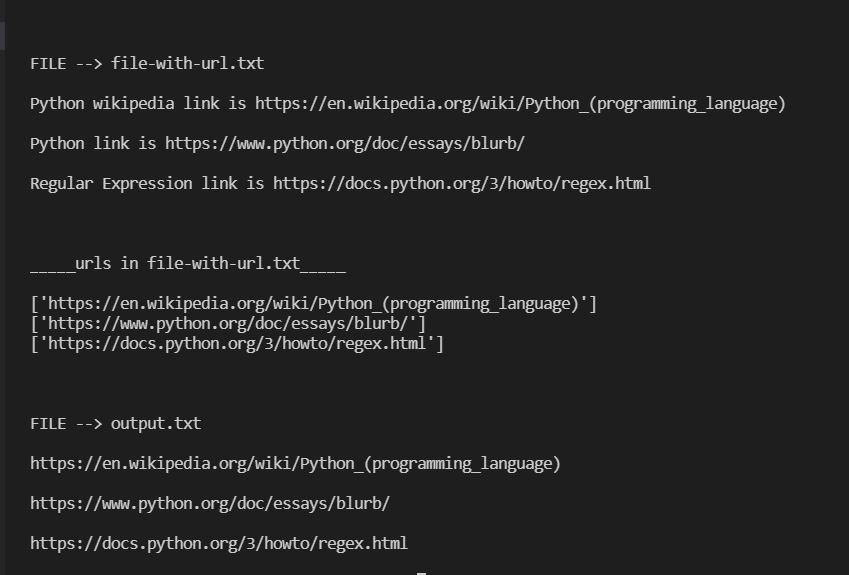 FILE --> file-with-url.txt
Python wikipedia link is https://en.wikipedia.org/wiki/Python_(programming_language)
Python link is https://www.python.org/doc/essays/blurb/
Regular Expression link is https://docs.python.org/3/howto/regex.html
_____urls in file-with-url.txt_____
['https://en.wikipedia.org/wiki/Python_(programming_language)']
['https://www.python.org/doc/essays/blurb/']
['https://docs.python.org/3/howto/regex.html']
FILE --> output.txt
https://en.wikipedia.org/wiki/Python_(programming_language)
https://www.python.org/doc/essays/blurb/
https://docs.python.org/3/howto/regex.html